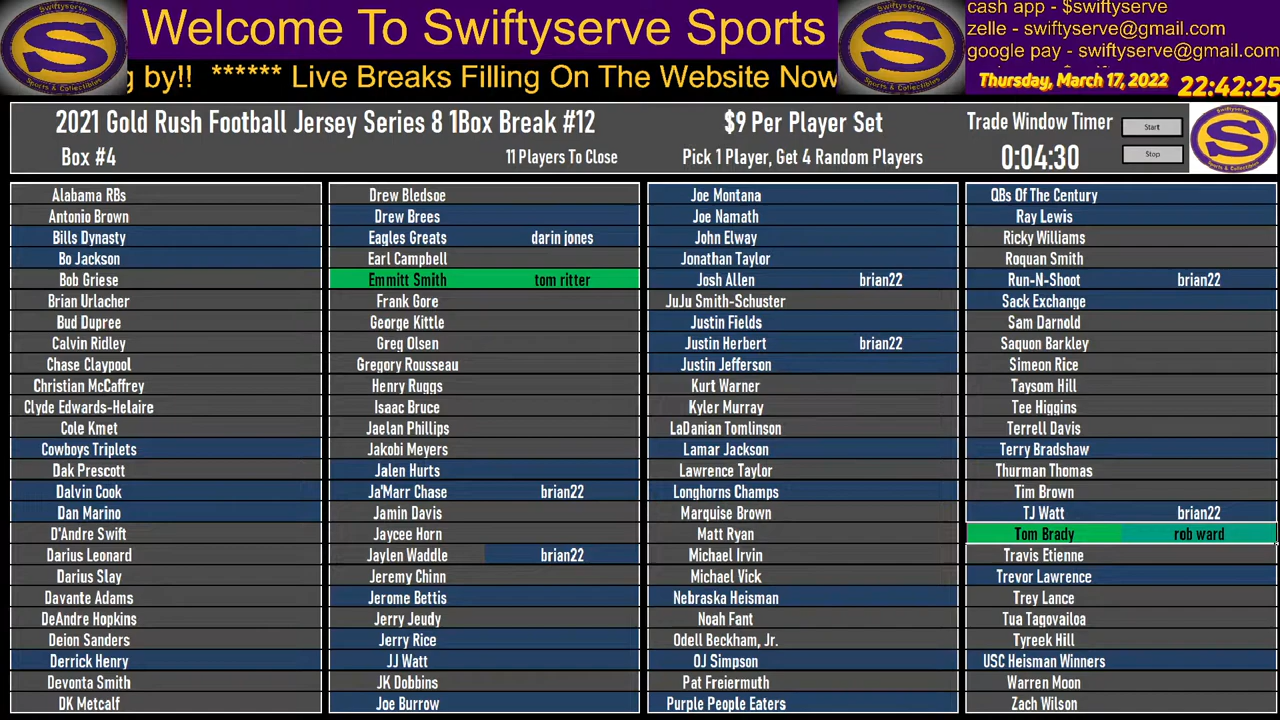 Welcome To Swiftyserve Sports
g by!! ****** Live Breaks Filling On The Website Now
cash app - $swiftyserve
zelle - swiftyserve@gmail.com
google pay - swiftyserve@gmail.com
Thursday, March 17, 2022 22:42:25
Swiftyserve
S
Sports & Collectibles
Swiftyserve
S
Sports & Collectibles
2021 Gold Rush Football Jersey Series 8 1Box Break #12
Box #4
11 Players To Close
$9 Per Player Set
Pick 1 Player, Get 4 Random Players
Trade Window Timer
0:04:30
Start
Stop
Swiftyserve
S
Sports & Collectibles
Alabama RBs
Antonio Brown
Bills Dynasty
Bo Jackson
Bob Griese
Brian Urlacher
Bud Dupree
Calvin Ridley
Chase Claypool
Christian McCaffrey
Clyde Edwards-Helaire
Cole Kmet
Cowboys Triplets
Dak Prescott
Dalvin Cook
Dan Marino
D'Andre Swift
Darius Leonard
Darius Slay
Davante Adams
DeAndre Hopkins
Deion Sanders
Derrick Henry
Devonta Smith
DK Metcalf
Drew Bledsoe
Drew Brees
Eagles Greats darin jones
Earl Campbell
Emmitt Smith tom ritter
Frank Gore
George Kittle
Greg Olsen
Gregory Rousseau
Henry Ruggs
Isaac Bruce
Jaelan Phillips
Jakobi Meyers
Jalen Hurts
Ja'Marr Chase brian22
Jamin Davis
Jaycee Horn
Jaylen Waddle brian22
Jeremy Chinn
Jerome Bettis
Jerry Jeudy
Jerry Rice
JJ Watt
JK Dobbins
Joe Burrow
Joe Montana
Joe Namath
John Elway
Jonathan Taylor
Josh Allen brian22
JuJu Smith-Schuster
Justin Fields
Justin Herbert brian22
Justin Jefferson
Kurt Warner
Kyler Murray
LaDanian Tomlinson
Lamar Jackson
Lawrence Taylor
Longhorns Champs
Marquise Brown
Matt Ryan
Michael Irvin
Michael Vick
Nebraska Heisman
Noah Fant
Odell Beckham, Jr.
OJ Simpson
Pat Freiermuth
Purple People Eaters
QBs Of The Century
Ray Lewis
Ricky Williams
Roquan Smith
Run-N-Shoot brian22
Sack Exchange
Sam Darnold
Saquon Barkley
Simeon Rice
Taysom Hill
Tee Higgins
Terrell Davis
Terry Bradshaw
Thurman Thomas
Tim Brown
TJ Watt brian22
Tom Brady rob ward
Travis Etienne
Trevor Lawrence
Trey Lance
Tua Tagovailoa
Tyreek Hill
USC Heisman Winners
Warren Moon
Zach Wilson